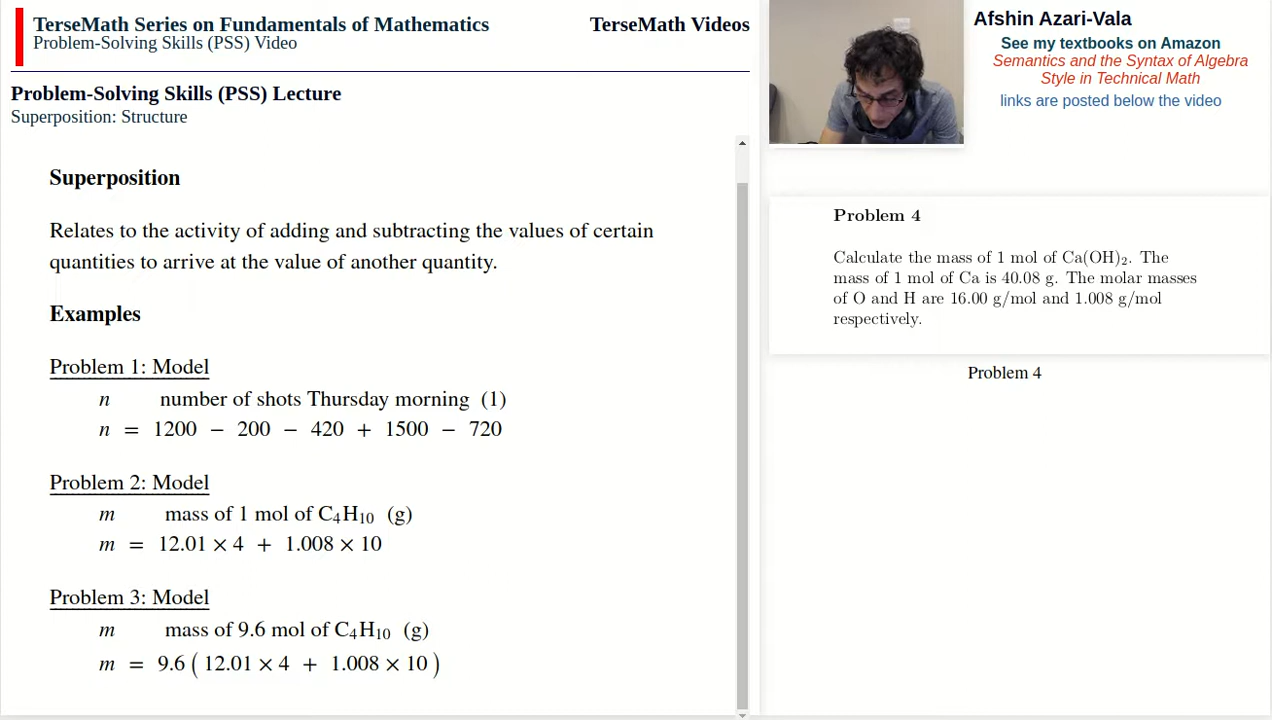 TerseMath Series on Fundamentals of Mathematics
TerseMath Videos
Problem-Solving Skills (PSS) Video
Problem-Solving Skills (PSS) Lecture
Superposition: Structure
Superposition
Relates to the activity of adding and subtracting the values of certain
quantities to arrive at the value of another quantity.
Examples
Problem 1: Model
n number of shots Thursday morning (1)
n = 1200 − 200 − 420 + 1500 − 720
Problem 2: Model
m mass of 1 mol of C₄H₁₀ (g)
m = 12.01 × 4 + 1.008 × 10
Problem 3: Model
m mass of 9.6 mol of C₄H₁₀ (g)
m = 9.6 ( 12.01 × 4 + 1.008 × 10 )
Afshin Azari-Vala
See my textbooks on Amazon
Semantics and the Syntax of Algebra
Style in Technical Math
links are posted below the video
Problem 4
Calculate the mass of 1 mol of Ca(OH)₂. The
mass of 1 mol of Ca is 40.08 g. The molar masses
of O and H are 16.00 g/mol and 1.008 g/mol
respectively.
Problem 4